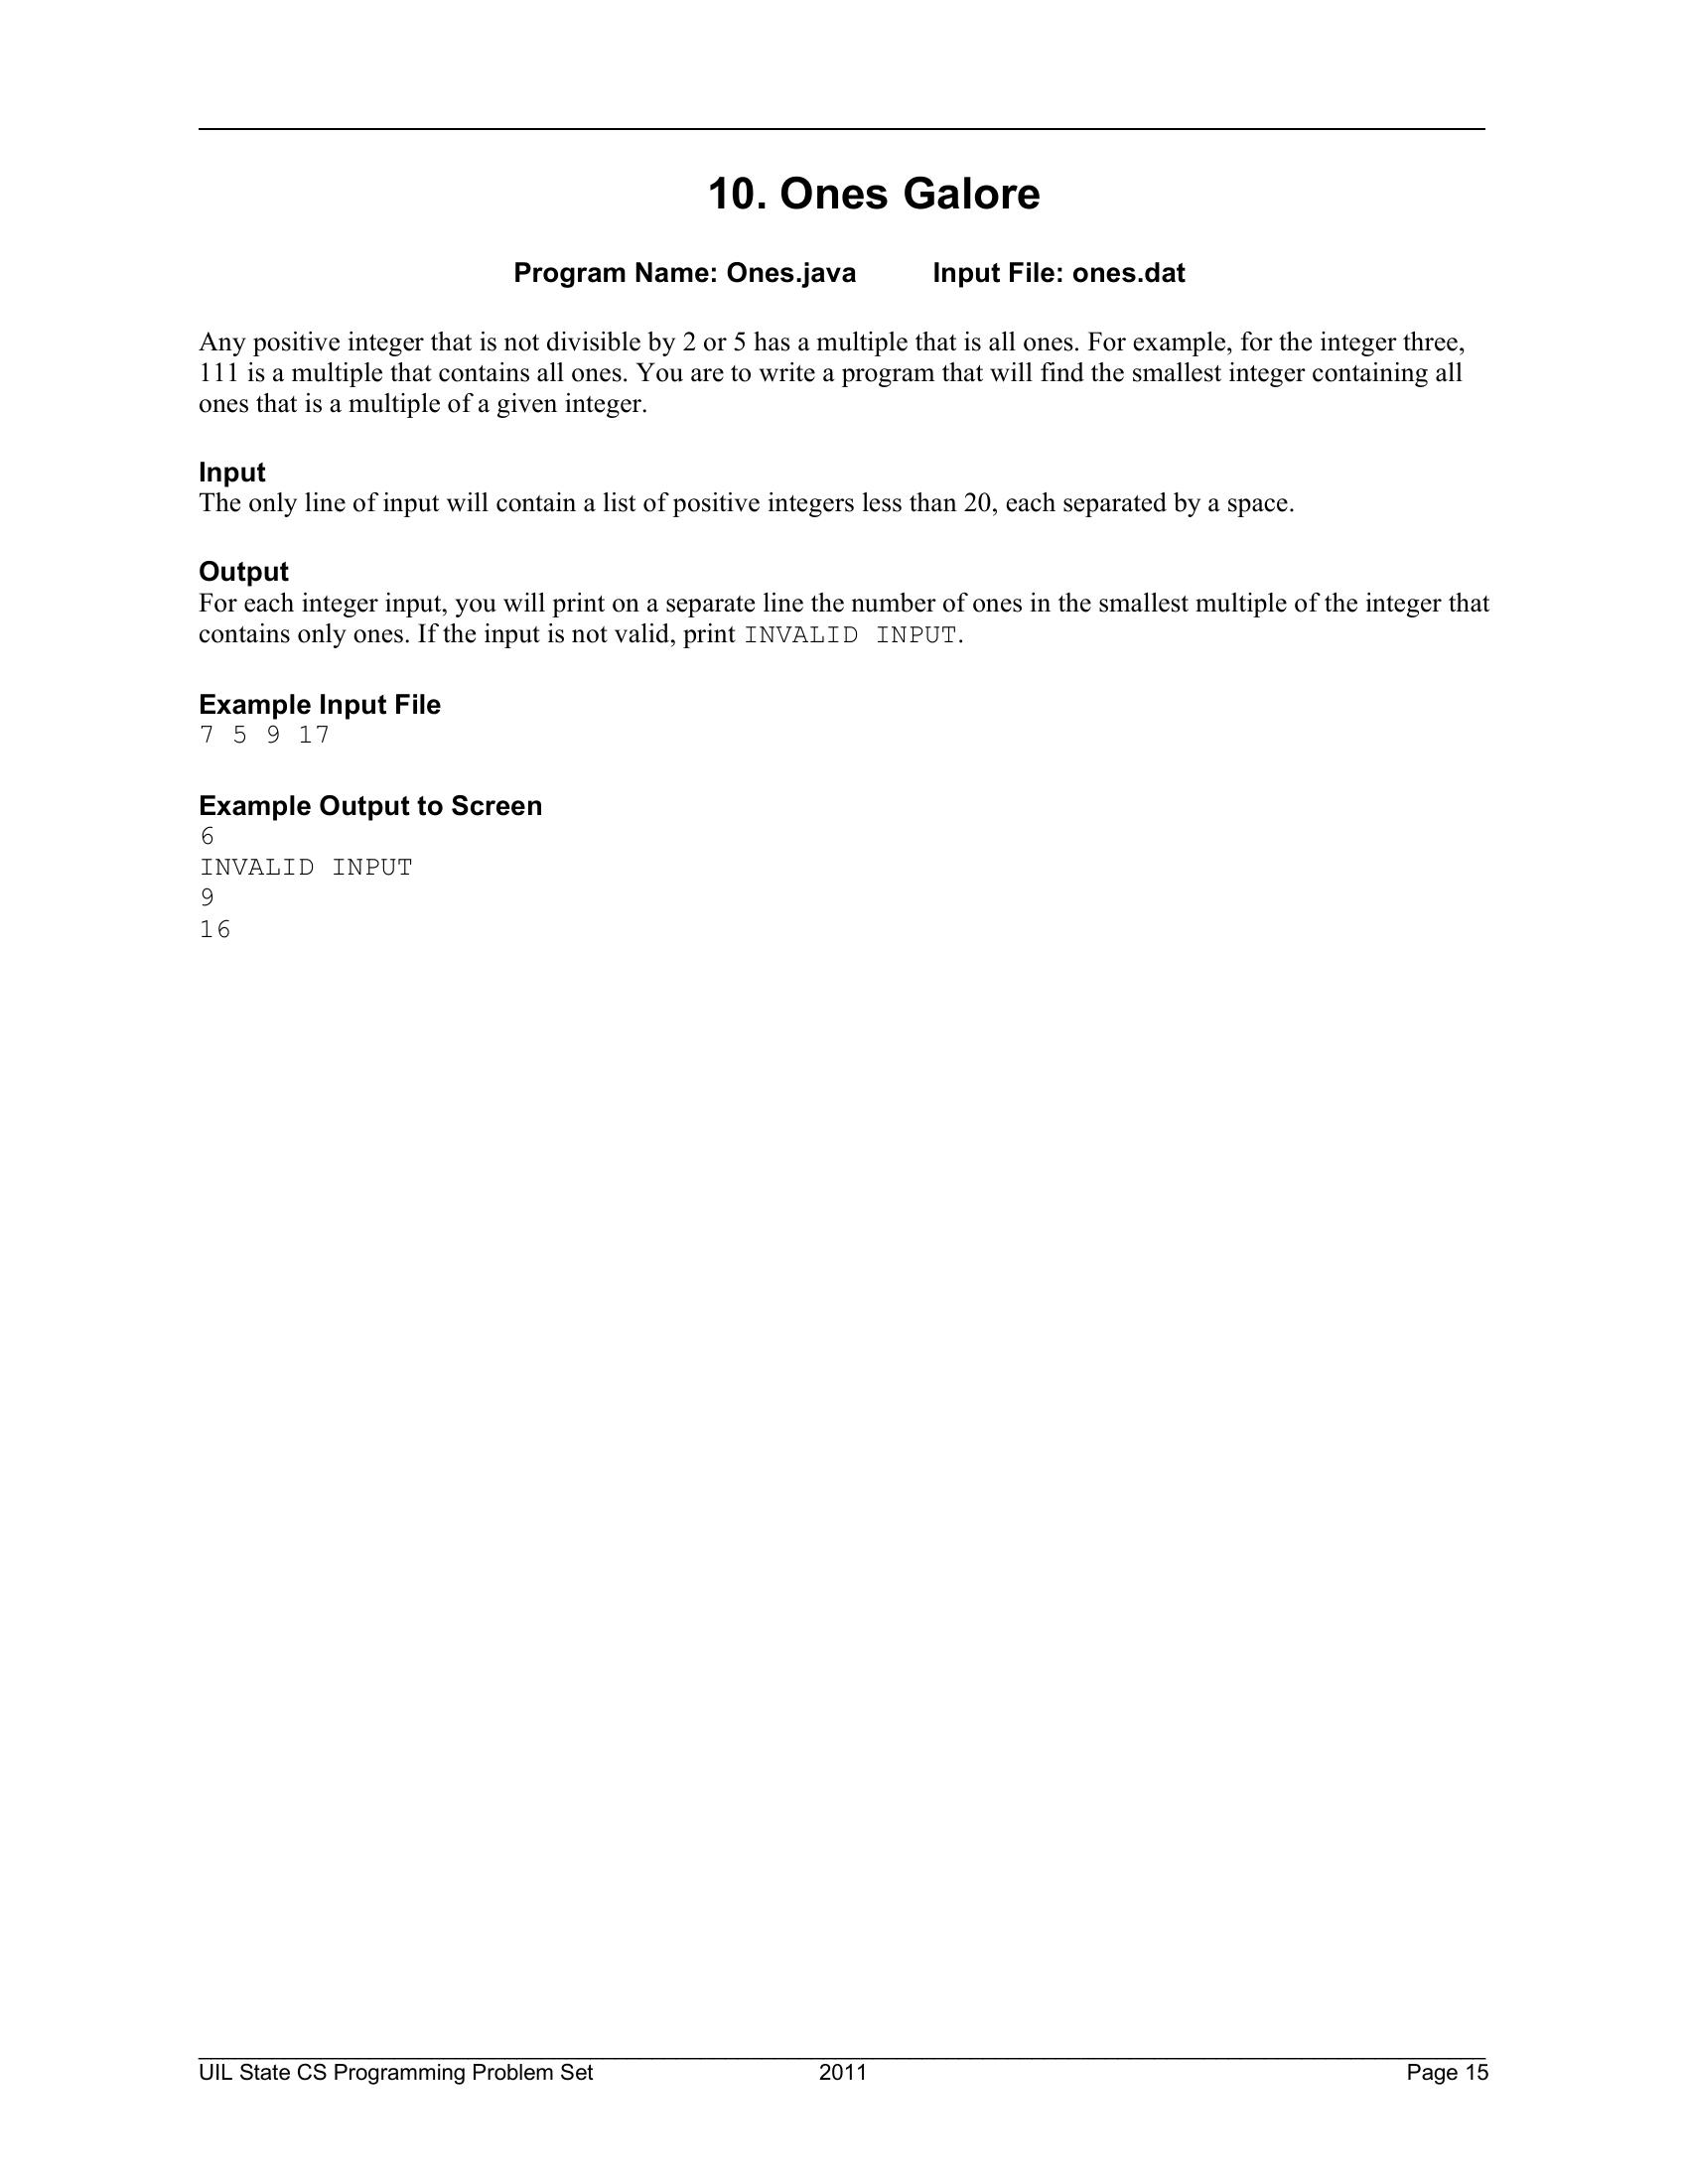 10. Ones Galore
Program Name: Ones.java Input File: ones.dat
Any positive integer that is not divisible by 2 or 5 has a multiple that is all ones. For example, for the integer three,
111 is a multiple that contains all ones. You are to write a program that will find the smallest integer containing all
ones that is a multiple of a given integer.
Input
The only line of input will contain a list of positive integers less than 20, each separated by a space.
Output
For each integer input, you will print on a separate line the number of ones in the smallest multiple of the integer that
contains only ones. If the input is not valid, print INVALID INPUT.
Example Input File
7 5 9 17
Example Output to Screen
6
INVALID INPUT
9
16
UIL State CS Programming Problem Set 2011 Page 15